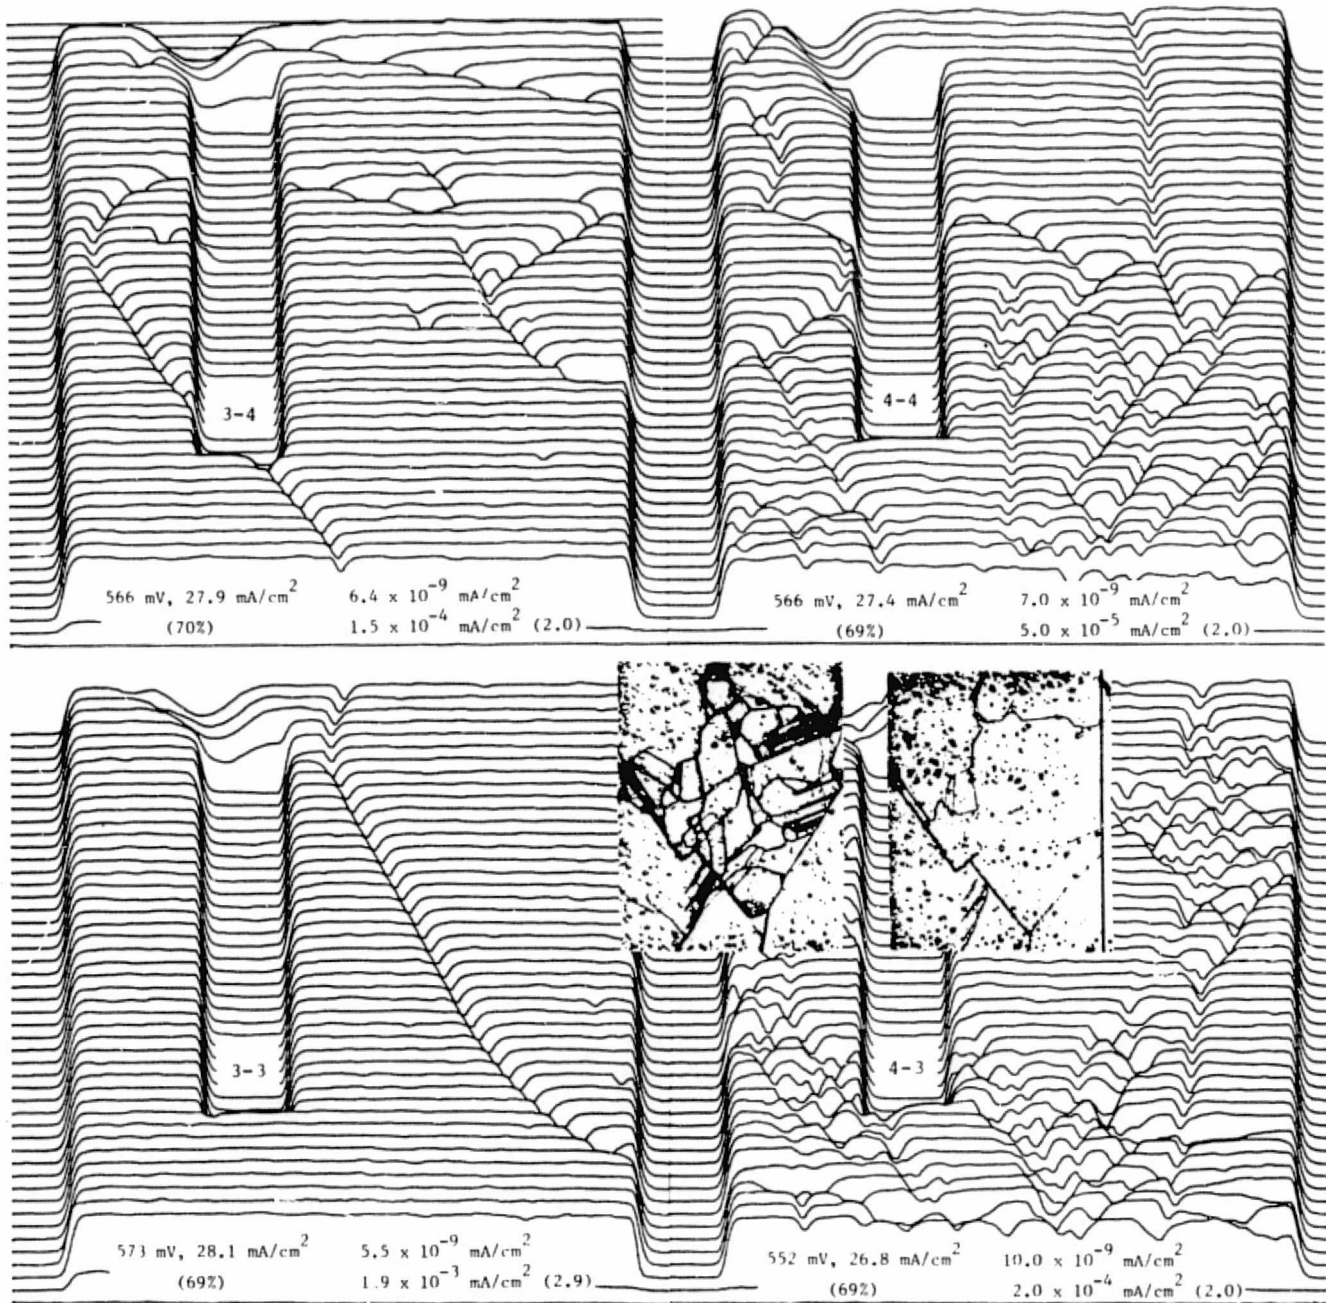 3-4
4-4
566 mV, 27.9 mA/cm² 6.4 x 10⁻⁹ mA/cm²
(70%) 1.5 x 10⁻⁴ mA/cm² (2.0)
566 mV, 27.4 mA/cm² 7.0 x 10⁻⁹ mA/cm²
(69%) 5.0 x 10⁻⁵ mA/cm² (2.0)
3-3
4-3
573 mV, 28.1 mA/cm² 5.5 x 10⁻⁹ mA/cm²
(69%) 1.9 x 10⁻³ mA/cm² (2.9)
552 mV, 26.8 mA/cm² 10.0 x 10⁻⁹ mA/cm²
(69%) 2.0 x 10⁻⁴ mA/cm² (2.0)